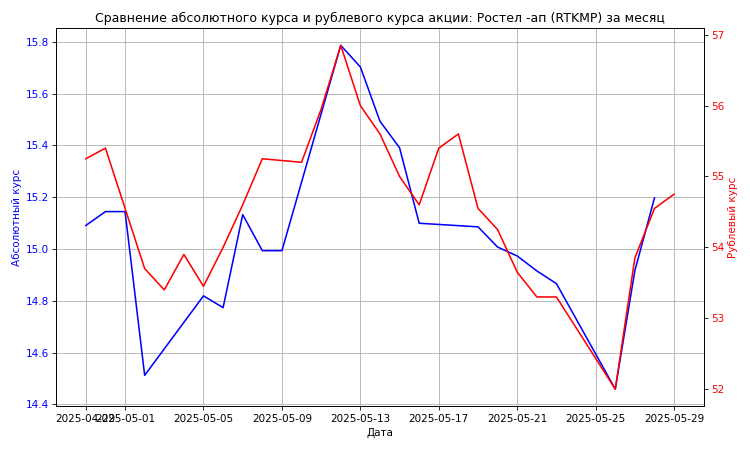 Сравнение абсолютного курса и рублевого курса акции: Ростел -ап (RTKMP) за месяц
15.8
15.6
15.4
15.2
15.0
14.8
14.6
14.4
Абсолютный курс
57
56
55
54
53
52
Рублевый курс
2025-04-29 2025-05-01 2025-05-05 2025-05-09 2025-05-13 2025-05-17 2025-05-21 2025-05-25 2025-05-29
Дата